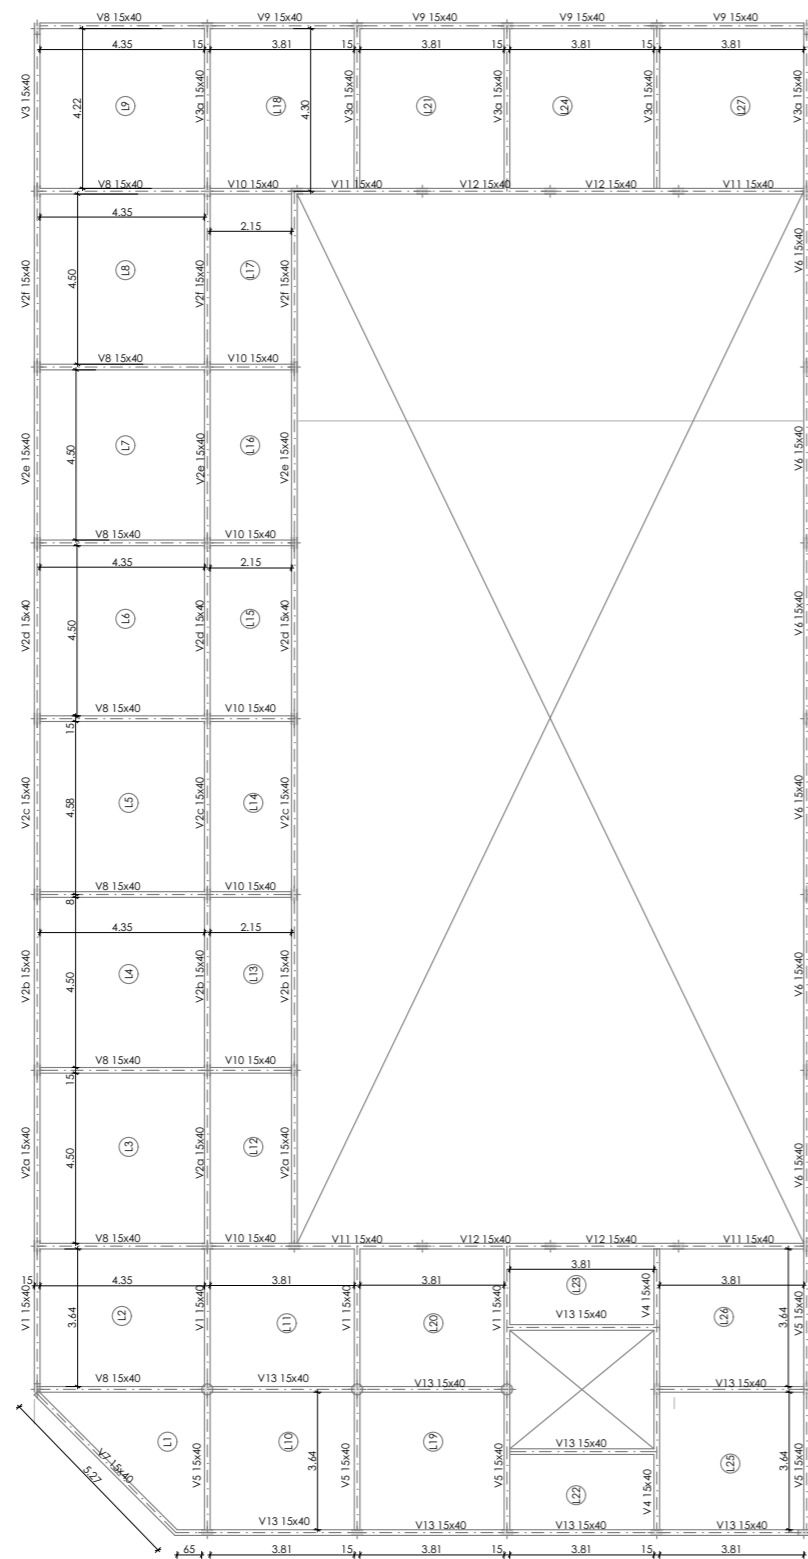 V8 15x40 V9 15x40 V9 15x40 V9 15x40 V9 15x40
4.35 15 3.81 15 3.81 15 3.81 15 3.81
V3 15x40 4.22 L9 V3a 15x40 L18 4.30 V3a 15x40 L21 V3a 15x40 L24 V3a 15x40 L27 V3a 15x40
V8 15x40 V10 15x40 V11 15x40 V12 15x40 V12 15x40 V11 15x40
4.35 2.15
V2f 15x40 4.50 L8 V2f 15x40 L17 V2f 15x40 V6 15x40
V8 15x40 V10 15x40
V2e 15x40 4.50 L7 V2e 15x40 L16 V2e 15x40 V6 15x40
V8 15x40 V10 15x40
4.35 2.15
V2d 15x40 4.50 L6 V2d 15x40 L15 V2d 15x40 V6 15x40
V8 15x40 V10 15x40
15
V2c 15x40 4.58 L5 V2c 15x40 L14 V2c 15x40 V6 15x40
V8 15x40 V10 15x40
8
4.35 2.15
V2b 15x40 4.50 L4 V2b 15x40 L13 V2b 15x40 V6 15x40
V8 15x40 V10 15x40
15
V2a 15x40 4.50 L3 V2a 15x40 L12 V2a 15x40 V6 15x40
V8 15x40 V10 15x40 V11 15x40 V12 15x40 V12 15x40 V11 15x40
15 4.35 3.81 3.81 3.81 3.81
V1 15x40 3.64 L2 V1 15x40 L11 V1 15x40 L20 V1 15x40 L23 V4 15x40 L26 3.64 V5 15x40
V13 15x40
V8 15x40 V13 15x40 V13 15x40 V13 15x40
V7 15x40 5.27 L1 V5 15x40 L10 3.64 V5 15x40 L19 V13 15x40 L22 V4 15x40 L25 3.64 V5 15x40
V13 15x40 V13 15x40 V13 15x40 V13 15x40
65 3.81 15 3.81 15 3.81 15 3.81